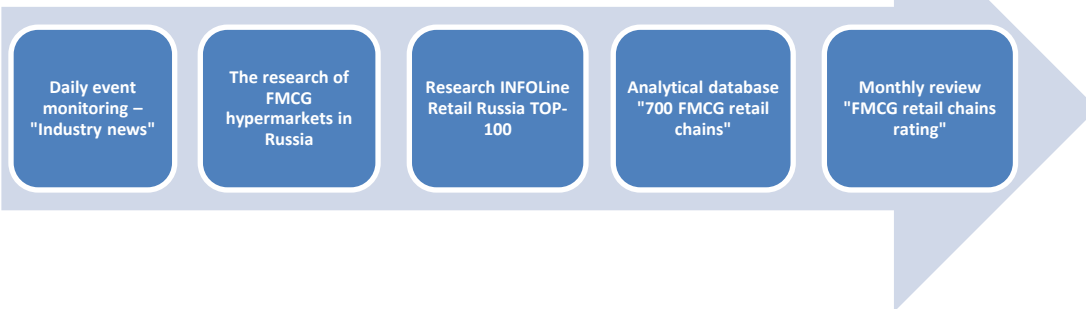 Daily event
monitoring –
"Industry news"
The research of
FMCG
hypermarkets in
Russia
Research INFOLine
Retail Russia TOP-
100
Analytical database
"700 FMCG retail
chains"
Monthly review
"FMCG retail chains
rating"